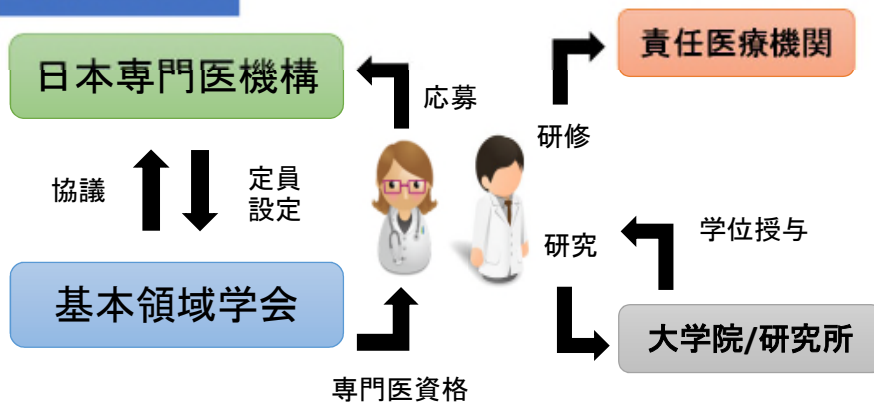 日本専門医機構
責任医療機関
応募
研修
協議
定員
設定
研究
学位授与
基本領域学会
大学院/研究所
専門医資格